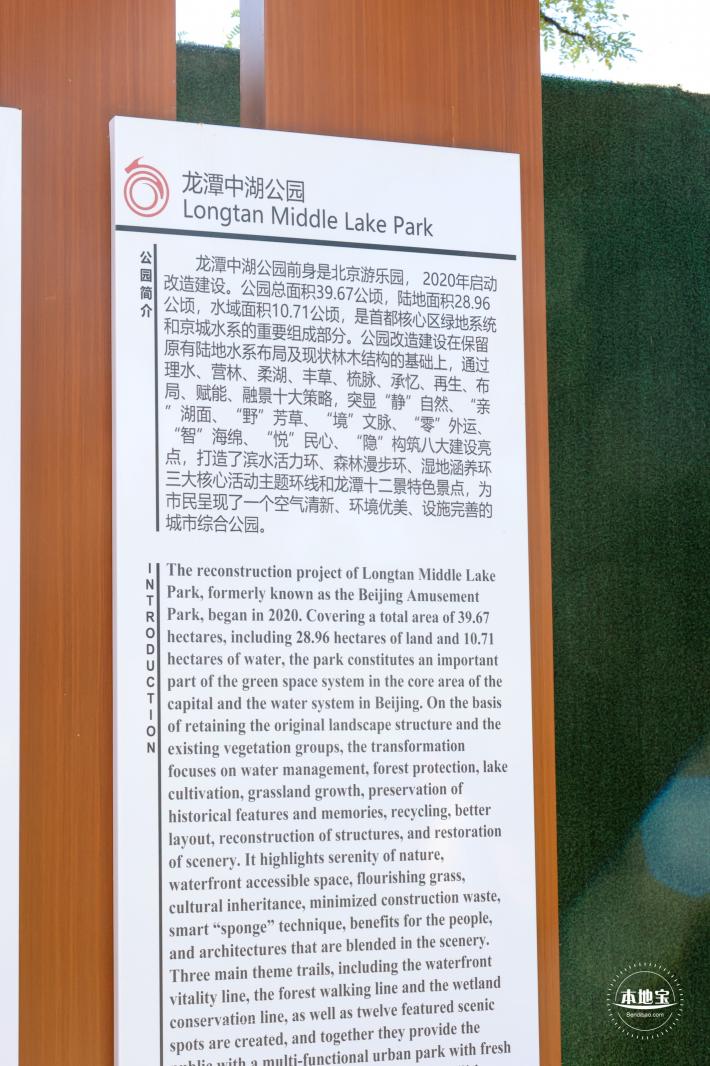 龙潭中湖公园
Longtan Middle Lake Park
公园简介
龙潭中湖公园前身是北京游乐园，2020年启动
改造建设。公园总面积39.67公顷，陆地面积28.96
公顷，水域面积10.71公顷，是首都核心区绿地系统
和京城水系的重要组成部分。公园改造建设在保留
原有陆地水系布局及现状林木结构的基础上，通过
理水、营林、柔湖、丰草、梳脉、承忆、再生、布
局、赋能、融景十大策略，突显“静”自然、“亲
”湖面、“野”芳草、“境”文脉、“零”外运、
“智”海绵、“悦”民心、“隐”构筑八大建设亮
点，打造了滨水活力环、森林漫步环、湿地涵养环
三大核心活动主题环线和龙潭十二景特色景点，为
市民呈现了一个空气清新、环境优美、设施完善的
城市综合公园。
INTRODUCTION
The reconstruction project of Longtan Middle Lake
Park, formerly known as the Beijing Amusement
Park, began in 2020. Covering a total area of 39.67
hectares, including 28.96 hectares of land and 10.71
hectares of water, the park constitutes an important
part of the green space system in the core area of the
capital and the water system in Beijing. On the basis
of retaining the original landscape structure and the
existing vegetation groups, the transformation
focuses on water management, forest protection, lake
cultivation, grassland growth, preservation of
historical features and memories, recycling, better
layout, reconstruction of structures, and restoration
of scenery. It highlights serenity of nature,
waterfront accessible space, flourishing grass,
cultural inheritance, minimized construction waste,
smart “sponge” technique, benefits for the people,
and architectures that are blended in the scenery.
Three main theme trails, including the waterfront
vitality line, the forest walking line and the wetland
conservation line, as well as twelve featured scenic
spots are created, and together they provide the
public with a multi-functional urban park with fresh
本地宝
Bendibao.com